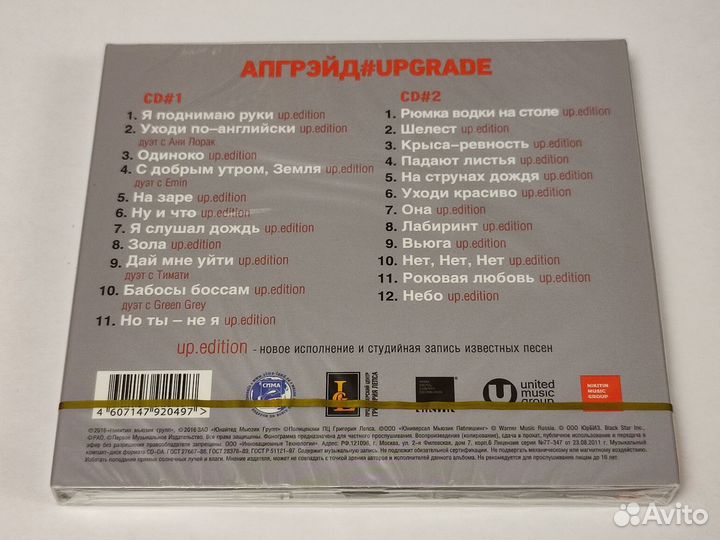 АПГРЭЙД#UPGRADE
CD#1
1. Я поднимаю руки up.edition
2. Уходи по-английски up.edition
дуэт с Ани Лорак
3. Одиноко up.edition
4. С добрым утром, Земля up.edition
дуэт с Emin
5. На заре up.edition
6. Ну и что up.edition
7. Я слушал дождь up.edition
8. Зола up.edition
9. Дай мне уйти up.edition
дуэт с Тимати
10. Бабосы боссам up.edition
дуэт с Green Grey
11. Но ты – не я up.edition
CD#2
1. Рюмка водки на столе up.edition
2. Шелест up.edition
3. Крыса-ревность up.edition
4. Падают листья up.edition
5. На струнах дождя up.edition
6. Уходи красиво up.edition
7. Она up.edition
8. Лабиринт up.edition
9. Вьюга up.edition
10. Нет, Нет, Нет up.edition
11. Роковая любовь up.edition
12. Небо up.edition
up.edition - новое исполнение и студийная запись известных песен
4 607147 920497 >
ГРИГОРИЯ ЛЕПСА
united
music
group
NIKITIN
MUSIC
GROUP
Avito